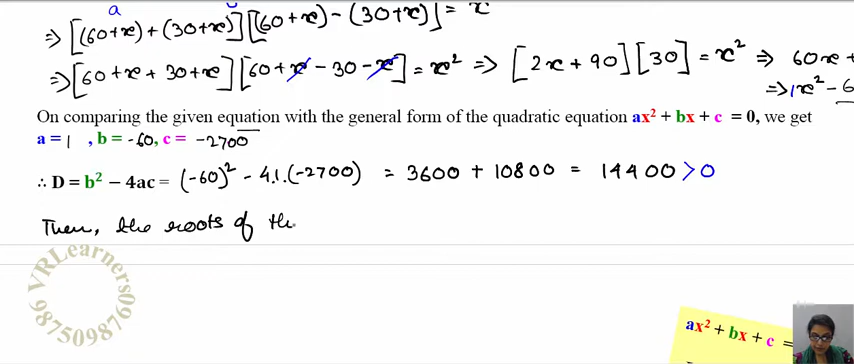 a
⇒ [(60+x) + (30+x)] [(60+x) − (30+x)] = x
⇒ [60+x + 30+x] [60+x − 30 − x] = x² ⇒ [2x + 90] [30] = x² ⇒ 60x +
⇒ 1x² − 6
On comparing the given equation with the general form of the quadratic equation ax² + bx + c = 0, we get
a = 1 , b = -60, c = -2700
∴ D = b² − 4ac = (-60)² - 4.1.(-2700) = 3600 + 10800 = 14400 > 0
Then, the roots of th
VRLearners
09875098760
ax² + bx + c =